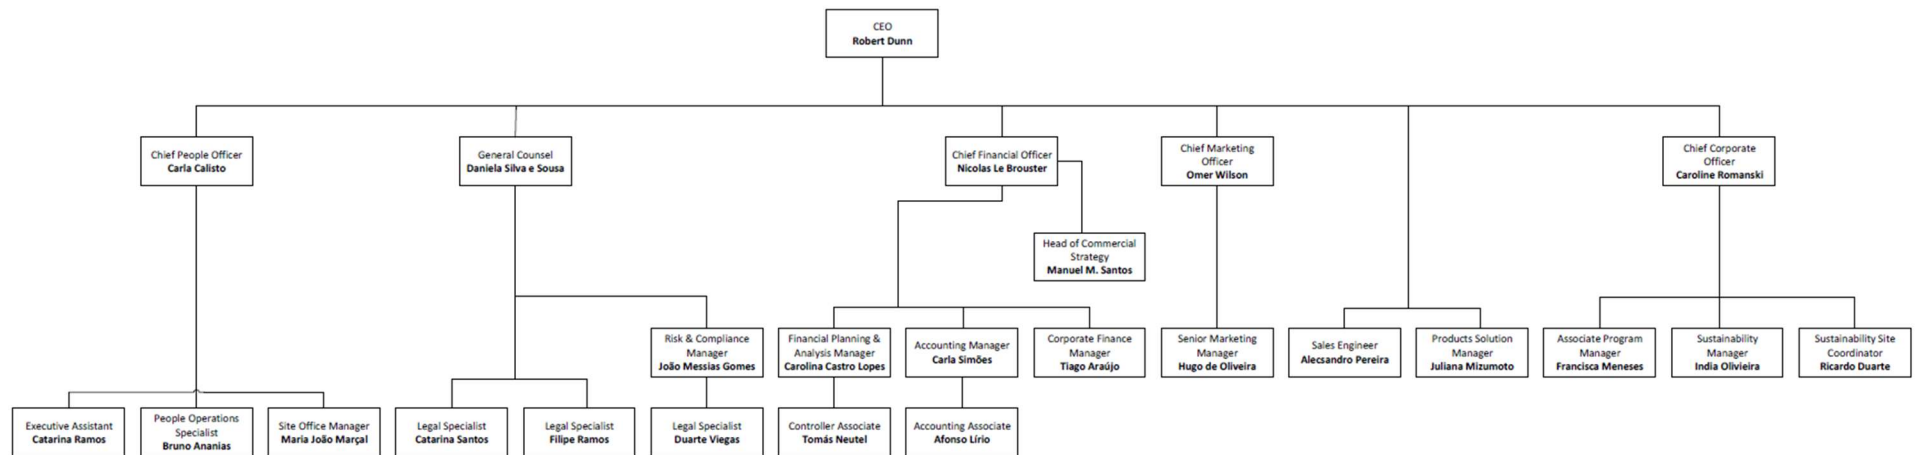 CEO
Robert Dunn
Chief People Officer
Carla Calisto
General Counsel
Daniela Silva e Sousa
Chief Financial Officer
Nicolas Le Brouster
Chief Marketing
Officer
Omer Wilson
Chief Corporate
Officer
Caroline Romanski
Head of Commercial
Strategy
Manuel M. Santos
Risk & Compliance
Manager
João Messias Gomes
Financial Planning &
Analysis Manager
Carolina Castro Lopes
Accounting Manager
Carla Simões
Corporate Finance
Manager
Tiago Araújo
Senior Marketing
Manager
Hugo de Oliveira
Sales Engineer
Alecsandro Pereira
Products Solution
Manager
Juliana Mizumoto
Associate Program
Manager
Francisca Meneses
Sustainability
Manager
India Olivieira
Sustainability Site
Coordinator
Ricardo Duarte
Executive Assistant
Catarina Ramos
People Operations
Specialist
Bruno Ananias
Site Office Manager
Maria João Marçal
Legal Specialist
Catarina Santos
Legal Specialist
Filipe Ramos
Legal Specialist
Duarte Viegas
Controller Associate
Tomás Neutel
Accounting Associate
Afonso Lírio